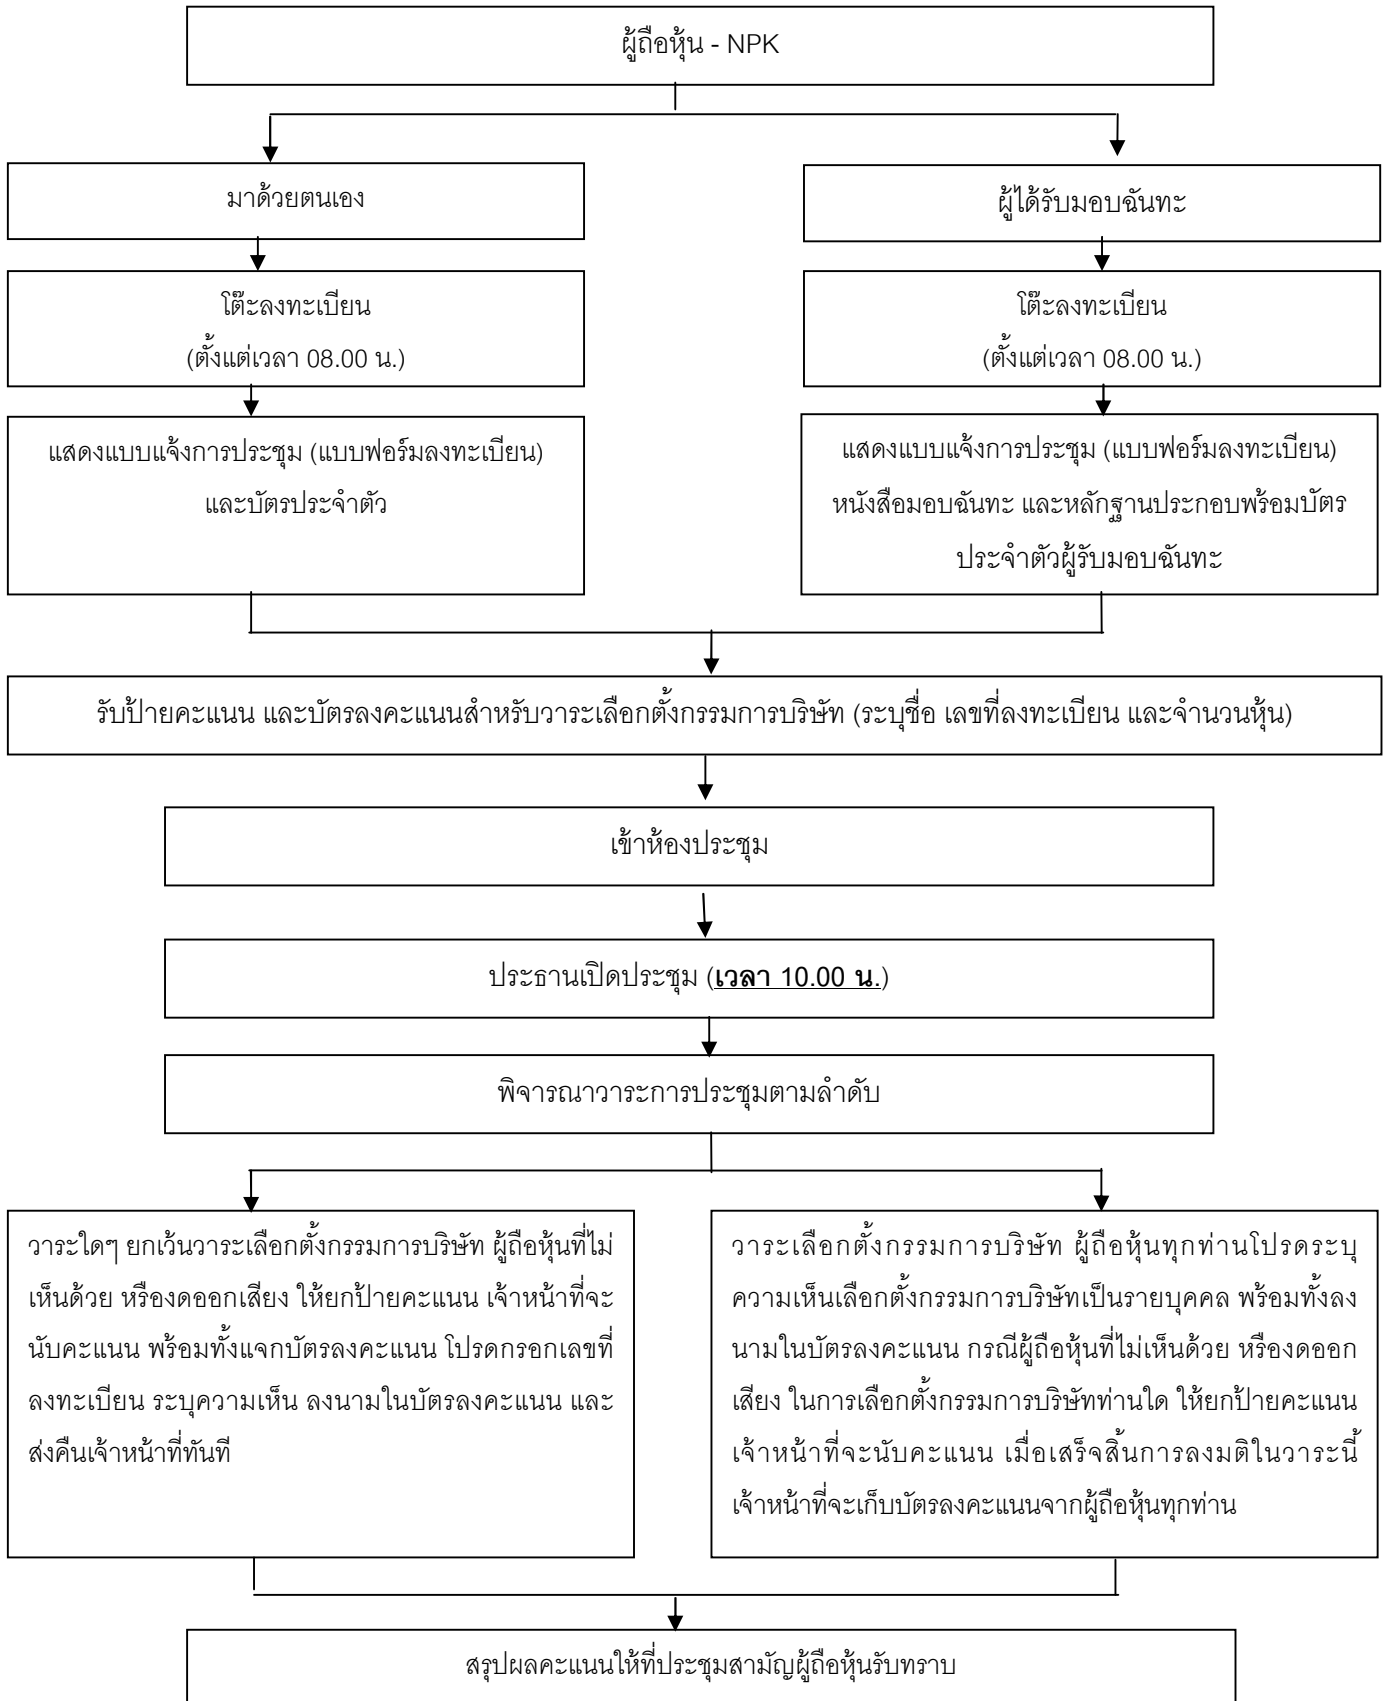 ผู้ถือหุ้น - NPK
มาด้วยตนเอง
ผู้ได้รับมอบฉันทะ
โต๊ะลงทะเบียน
(ตั้งแต่เวลา 08.00 น.)
โต๊ะลงทะเบียน
(ตั้งแต่เวลา 08.00 น.)
แสดงแบบแจ้งการประชุม (แบบฟอร์มลงทะเบียน)
และบัตรประจำตัว
แสดงแบบแจ้งการประชุม (แบบฟอร์มลงทะเบียน)
หนังสือมอบฉันทะ และหลักฐานประกอบพร้อมบัตร
ประจำตัวผู้รับมอบฉันทะ
รับป้ายคะแนน และบัตรลงคะแนนสำหรับวาระเลือกตั้งกรรมการบริษัท (ระบุชื่อ เลขที่ลงทะเบียน และจำนวนหุ้น)
เข้าห้องประชุม
ประธานเปิดประชุม (เวลา 10.00 น.)
พิจารณาวาระการประชุมตามลำดับ
วาระใดๆ ยกเว้นวาระเลือกตั้งกรรมการบริษัท ผู้ถือหุ้นที่ไม่
เห็นด้วย หรืองดออกเสียง ให้ยกป้ายคะแนน เจ้าหน้าที่จะ
นับคะแนน พร้อมทั้งแจกบัตรลงคะแนน โปรดกรอกเลขที่
ลงทะเบียน ระบุความเห็น ลงนามในบัตรลงคะแนน และ
ส่งคืนเจ้าหน้าที่ทันที
วาระเลือกตั้งกรรมการบริษัท ผู้ถือหุ้นทุกท่านโปรดระบุ
ความเห็นเลือกตั้งกรรมการบริษัทเป็นรายบุคคล พร้อมทั้งลง
นามในบัตรลงคะแนน กรณีผู้ถือหุ้นที่ไม่เห็นด้วย หรืองดออก
เสียง ในการเลือกตั้งกรรมการบริษัทท่านใด ให้ยกป้ายคะแนน
เจ้าหน้าที่จะนับคะแนน เมื่อเสร็จสิ้นการลงมติในวาระนี้
เจ้าหน้าที่จะเก็บบัตรลงคะแนนจากผู้ถือหุ้นทุกท่าน
สรุปผลคะแนนให้ที่ประชุมสามัญผู้ถือหุ้นรับทราบ